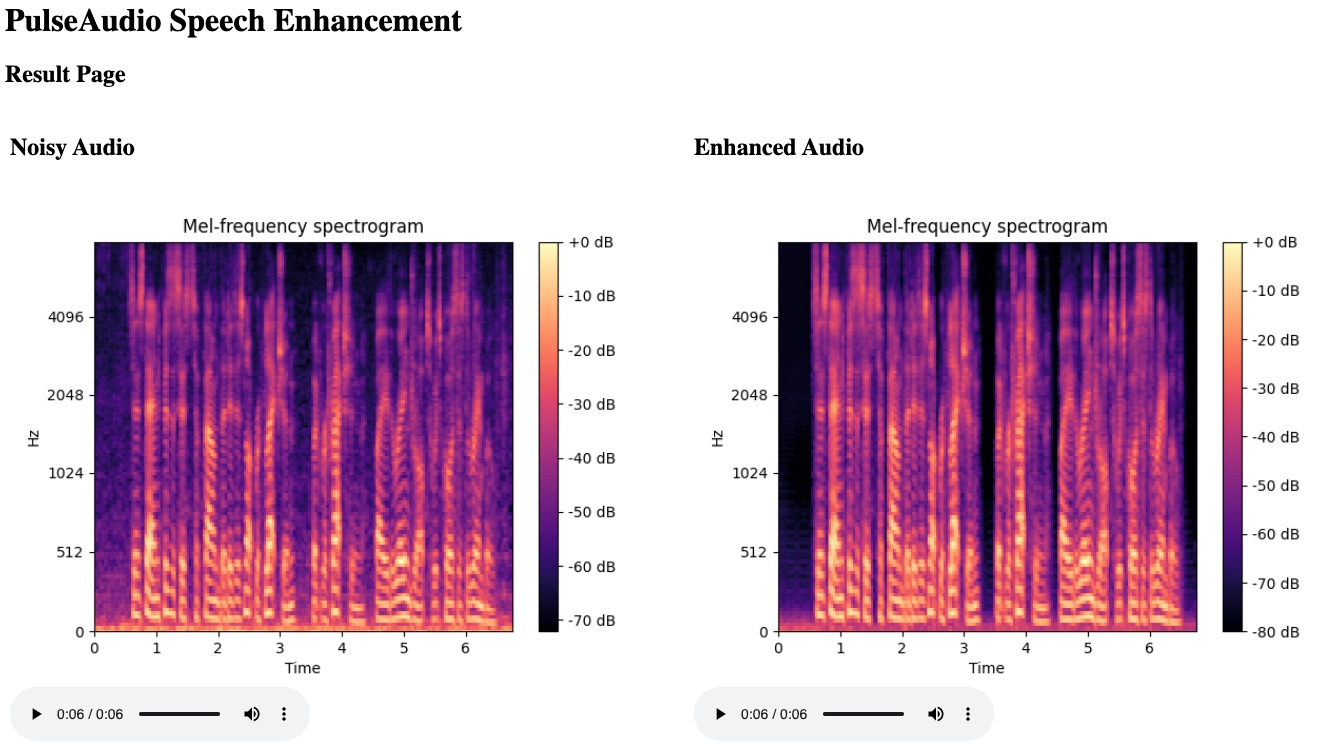 PulseAudio Speech Enhancement
Result Page
Noisy Audio
Mel-frequency spectrogram
+0 dB
-10 dB
-20 dB
-30 dB
-40 dB
-50 dB
-60 dB
-70 dB
4096
2048
1024
512
0
Hz
0 1 2 3 4 5 6
Time
0:06 / 0:06
Enhanced Audio
Mel-frequency spectrogram
+0 dB
-10 dB
-20 dB
-30 dB
-40 dB
-50 dB
-60 dB
-70 dB
-80 dB
4096
2048
1024
512
0
Hz
0 1 2 3 4 5 6
Time
0:06 / 0:06